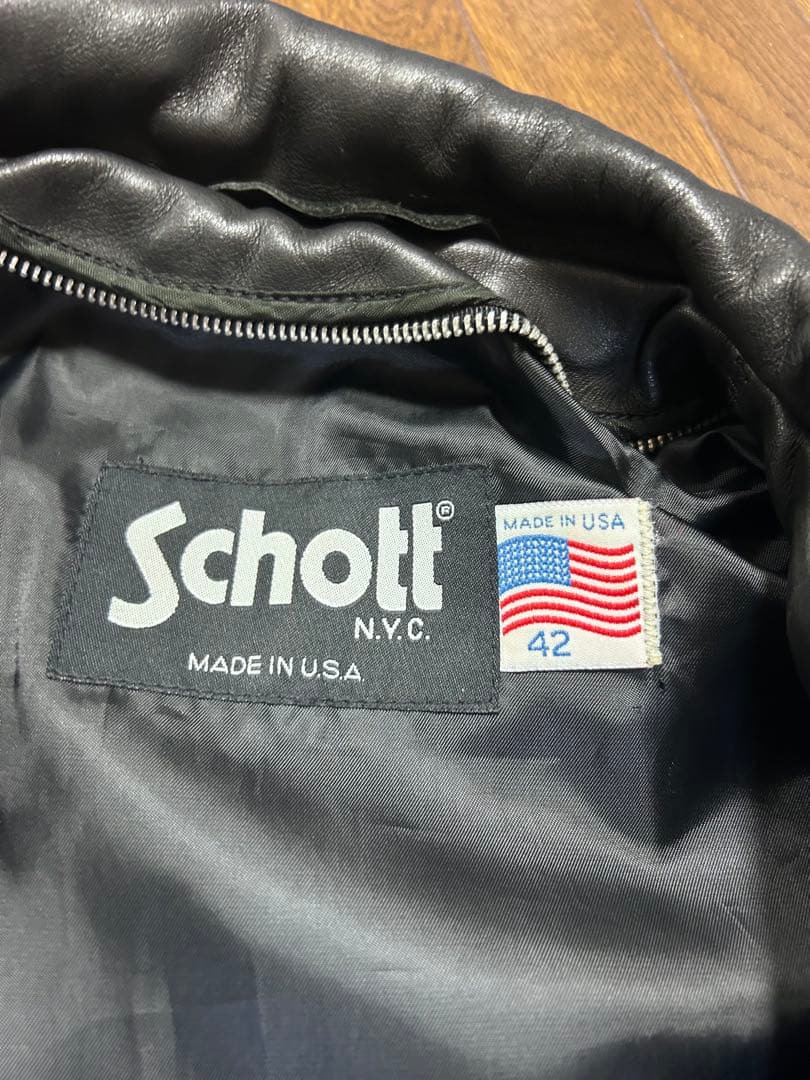 Schott®
N.Y.C.
MADE IN U.S.A
MADE IN USA
42